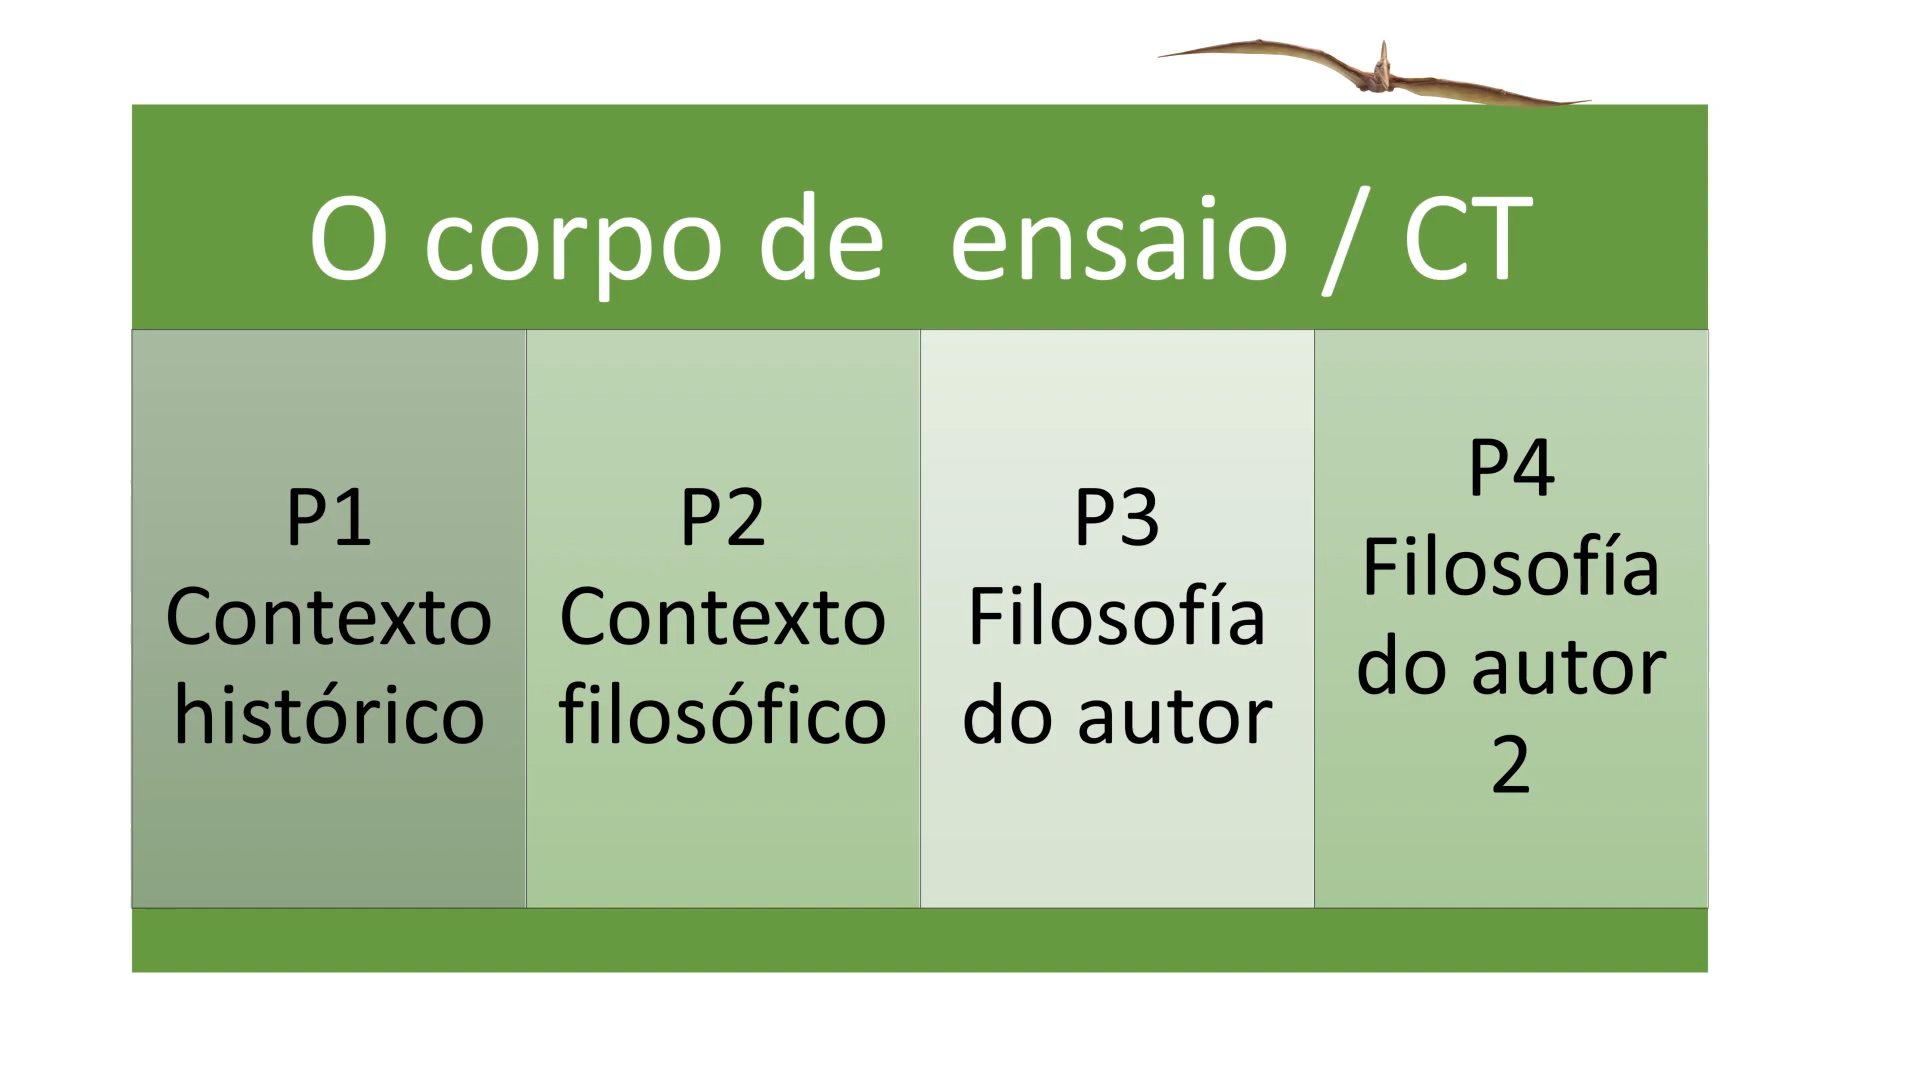 O corpo de  ensaio / CT
P1
Contexto
histórico
P2
Contexto
filosófico
P3
Filosofía
do autor
P4
Filosofía
do autor
2